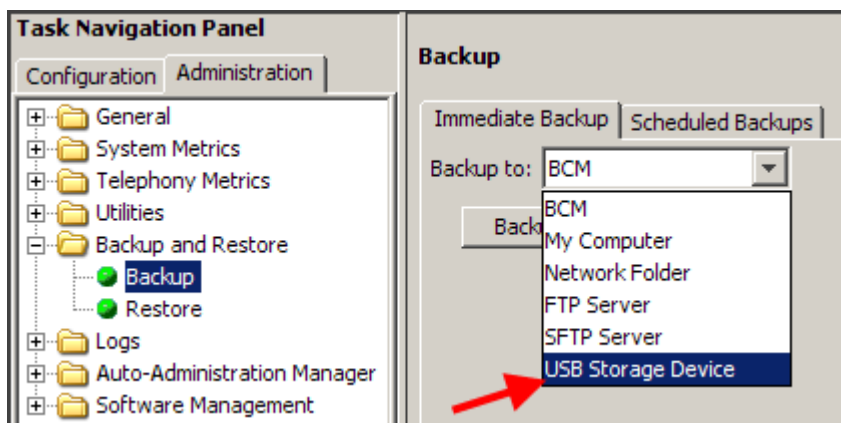 Task Navigation Panel
Configuration
Administration
General
System Metrics
Telephony Metrics
Utilities
Backup and Restore
Backup
Restore
Logs
Auto-Administration Manager
Software Management
Backup
Immediate Backup
Scheduled Backups
Backup to: BCM
BCM
My Computer
Network Folder
FTP Server
SFTP Server
USB Storage Device